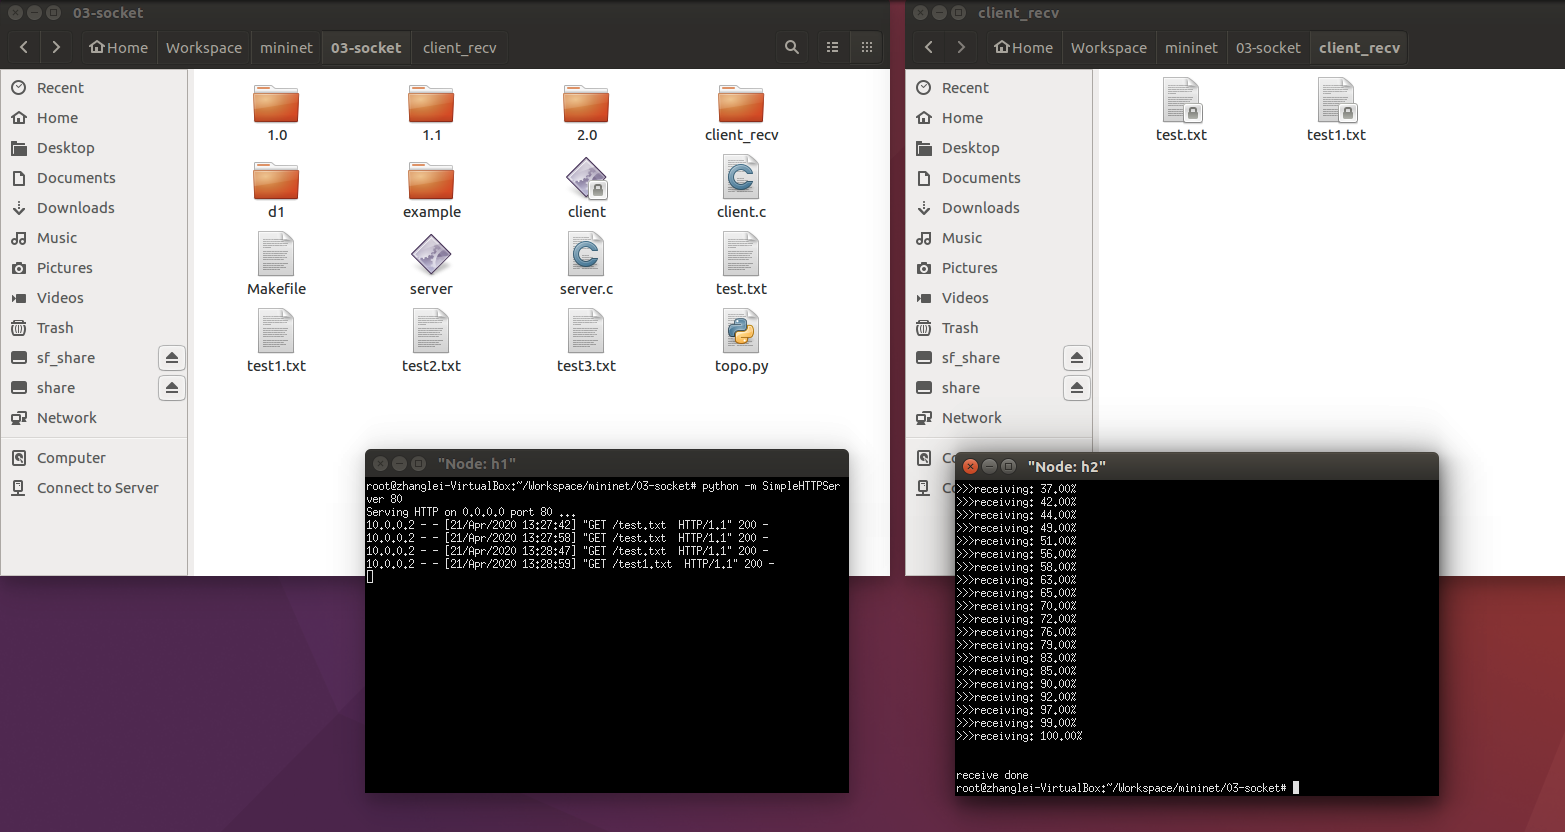 03-socket
Home Workspace mininet 03-socket client_recv
Recent
Home
Desktop
Documents
Downloads
Music
Pictures
Videos
Trash
sf_share
share
Network
Computer
Connect to Server
1.0 1.1 2.0 client_recv
d1 example client client.c
Makefile server server.c test.txt
test1.txt test2.txt test3.txt topo.py
client_recv
Home Workspace mininet 03-socket client_recv
Recent
Home
Desktop
Documents
Downloads
Music
Pictures
Videos
Trash
sf_share
share
Network
Co
Co
test.txt test1.txt
"Node: h1"
root@zhanglei-VirtualBox:~/Workspace/mininet/03-socket# python -m SimpleHTTPSer
ver 80
Serving HTTP on 0.0.0.0 port 80 ...
10.0.0.2 - - [21/Apr/2020 13:27:42] "GET /test.txt  HTTP/1.1" 200 -
10.0.0.2 - - [21/Apr/2020 13:27:58] "GET /test.txt  HTTP/1.1" 200 -
10.0.0.2 - - [21/Apr/2020 13:28:47] "GET /test.txt  HTTP/1.1" 200 -
10.0.0.2 - - [21/Apr/2020 13:28:59] "GET /test1.txt  HTTP/1.1" 200 -
"Node: h2"
>>>receiving: 37.00%
>>>receiving: 42.00%
>>>receiving: 44.00%
>>>receiving: 49.00%
>>>receiving: 51.00%
>>>receiving: 56.00%
>>>receiving: 58.00%
>>>receiving: 63.00%
>>>receiving: 65.00%
>>>receiving: 70.00%
>>>receiving: 72.00%
>>>receiving: 76.00%
>>>receiving: 79.00%
>>>receiving: 83.00%
>>>receiving: 85.00%
>>>receiving: 90.00%
>>>receiving: 92.00%
>>>receiving: 97.00%
>>>receiving: 99.00%
>>>receiving: 100.00%
receive done
root@zhanglei-VirtualBox:~/Workspace/mininet/03-socket#